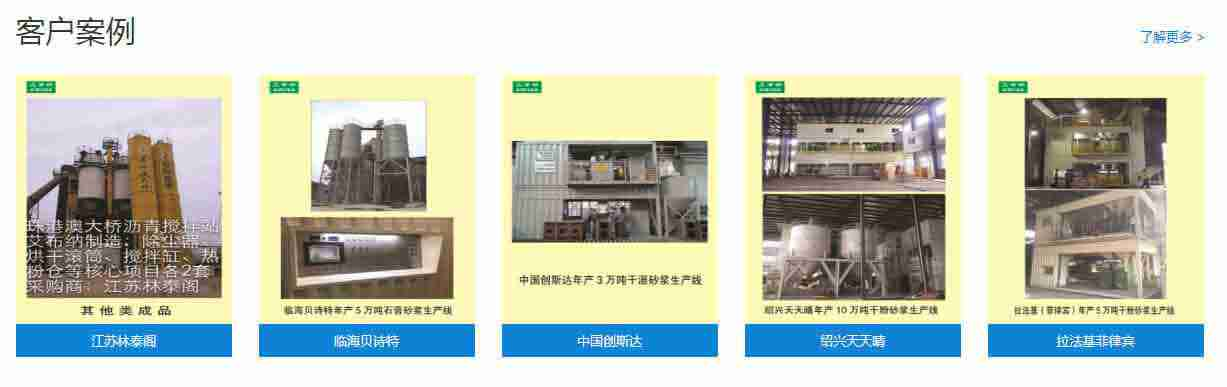 客户案例
了解更多 >
珠港澳大桥沥青搅拌站
艾布纳制造：除尘器、
烘干滚筒、搅拌缸、热
粉仓等核心项目各2套
采购商：江苏林泰阁
其他类成品
江苏林泰阁
临海贝诗特年产5万吨石膏砂浆生产线
临海贝诗特
中国创斯达年产3万吨干混砂浆生产线
中国创斯达
绍兴天天晴年产10万吨干粉砂浆生产线
绍兴天天晴
拉法基（菲律宾）年产5万吨干粉砂浆生产线
拉法基菲律宾